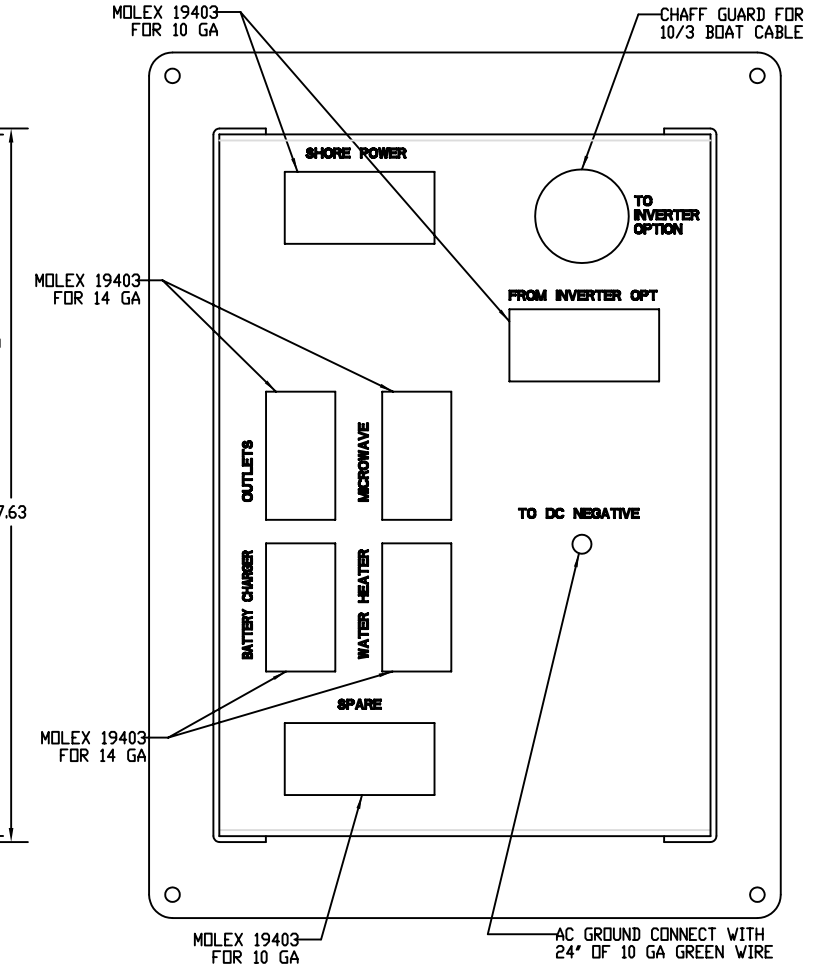 MOLEX 19403
FOR 10 GA
CHAFF GUARD FOR
10/3 BOAT CABLE
SHORE POWER
TO
INVERTER
OPTION
MOLEX 19403
FOR 14 GA
FROM INVERTER OPT
OUTLETS
MICROWAVE
7.63
TO DC NEGATIVE
BATTERY CHARGER
WATER HEATER
SPARE
MOLEX 19403
FOR 14 GA
MOLEX 19403
FOR 10 GA
AC GROUND CONNECT WITH
24" OF 10 GA GREEN WIRE